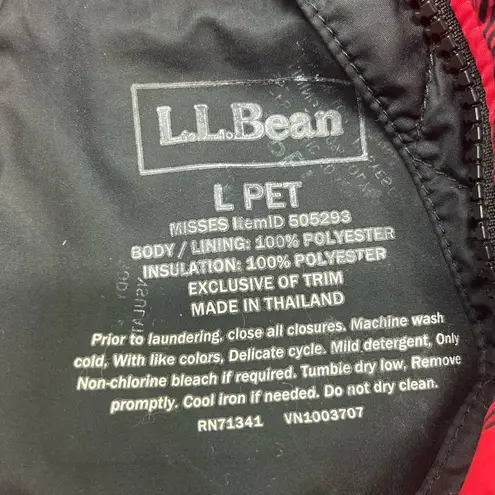 L.L.Bean
L PET
MISSES ItemID 505293
BODY / LINING: 100% POLYESTER
INSULATION: 100% POLYESTER
EXCLUSIVE OF TRIM
MADE IN THAILAND
Prior to laundering, close all closures. Machine wash
cold, With like colors, Delicate cycle. Mild detergent, Only
Non-chlorine bleach if required. Tumble dry low, Remove
promptly. Cool iron if needed. Do not dry clean.
RN71341 VN1003707